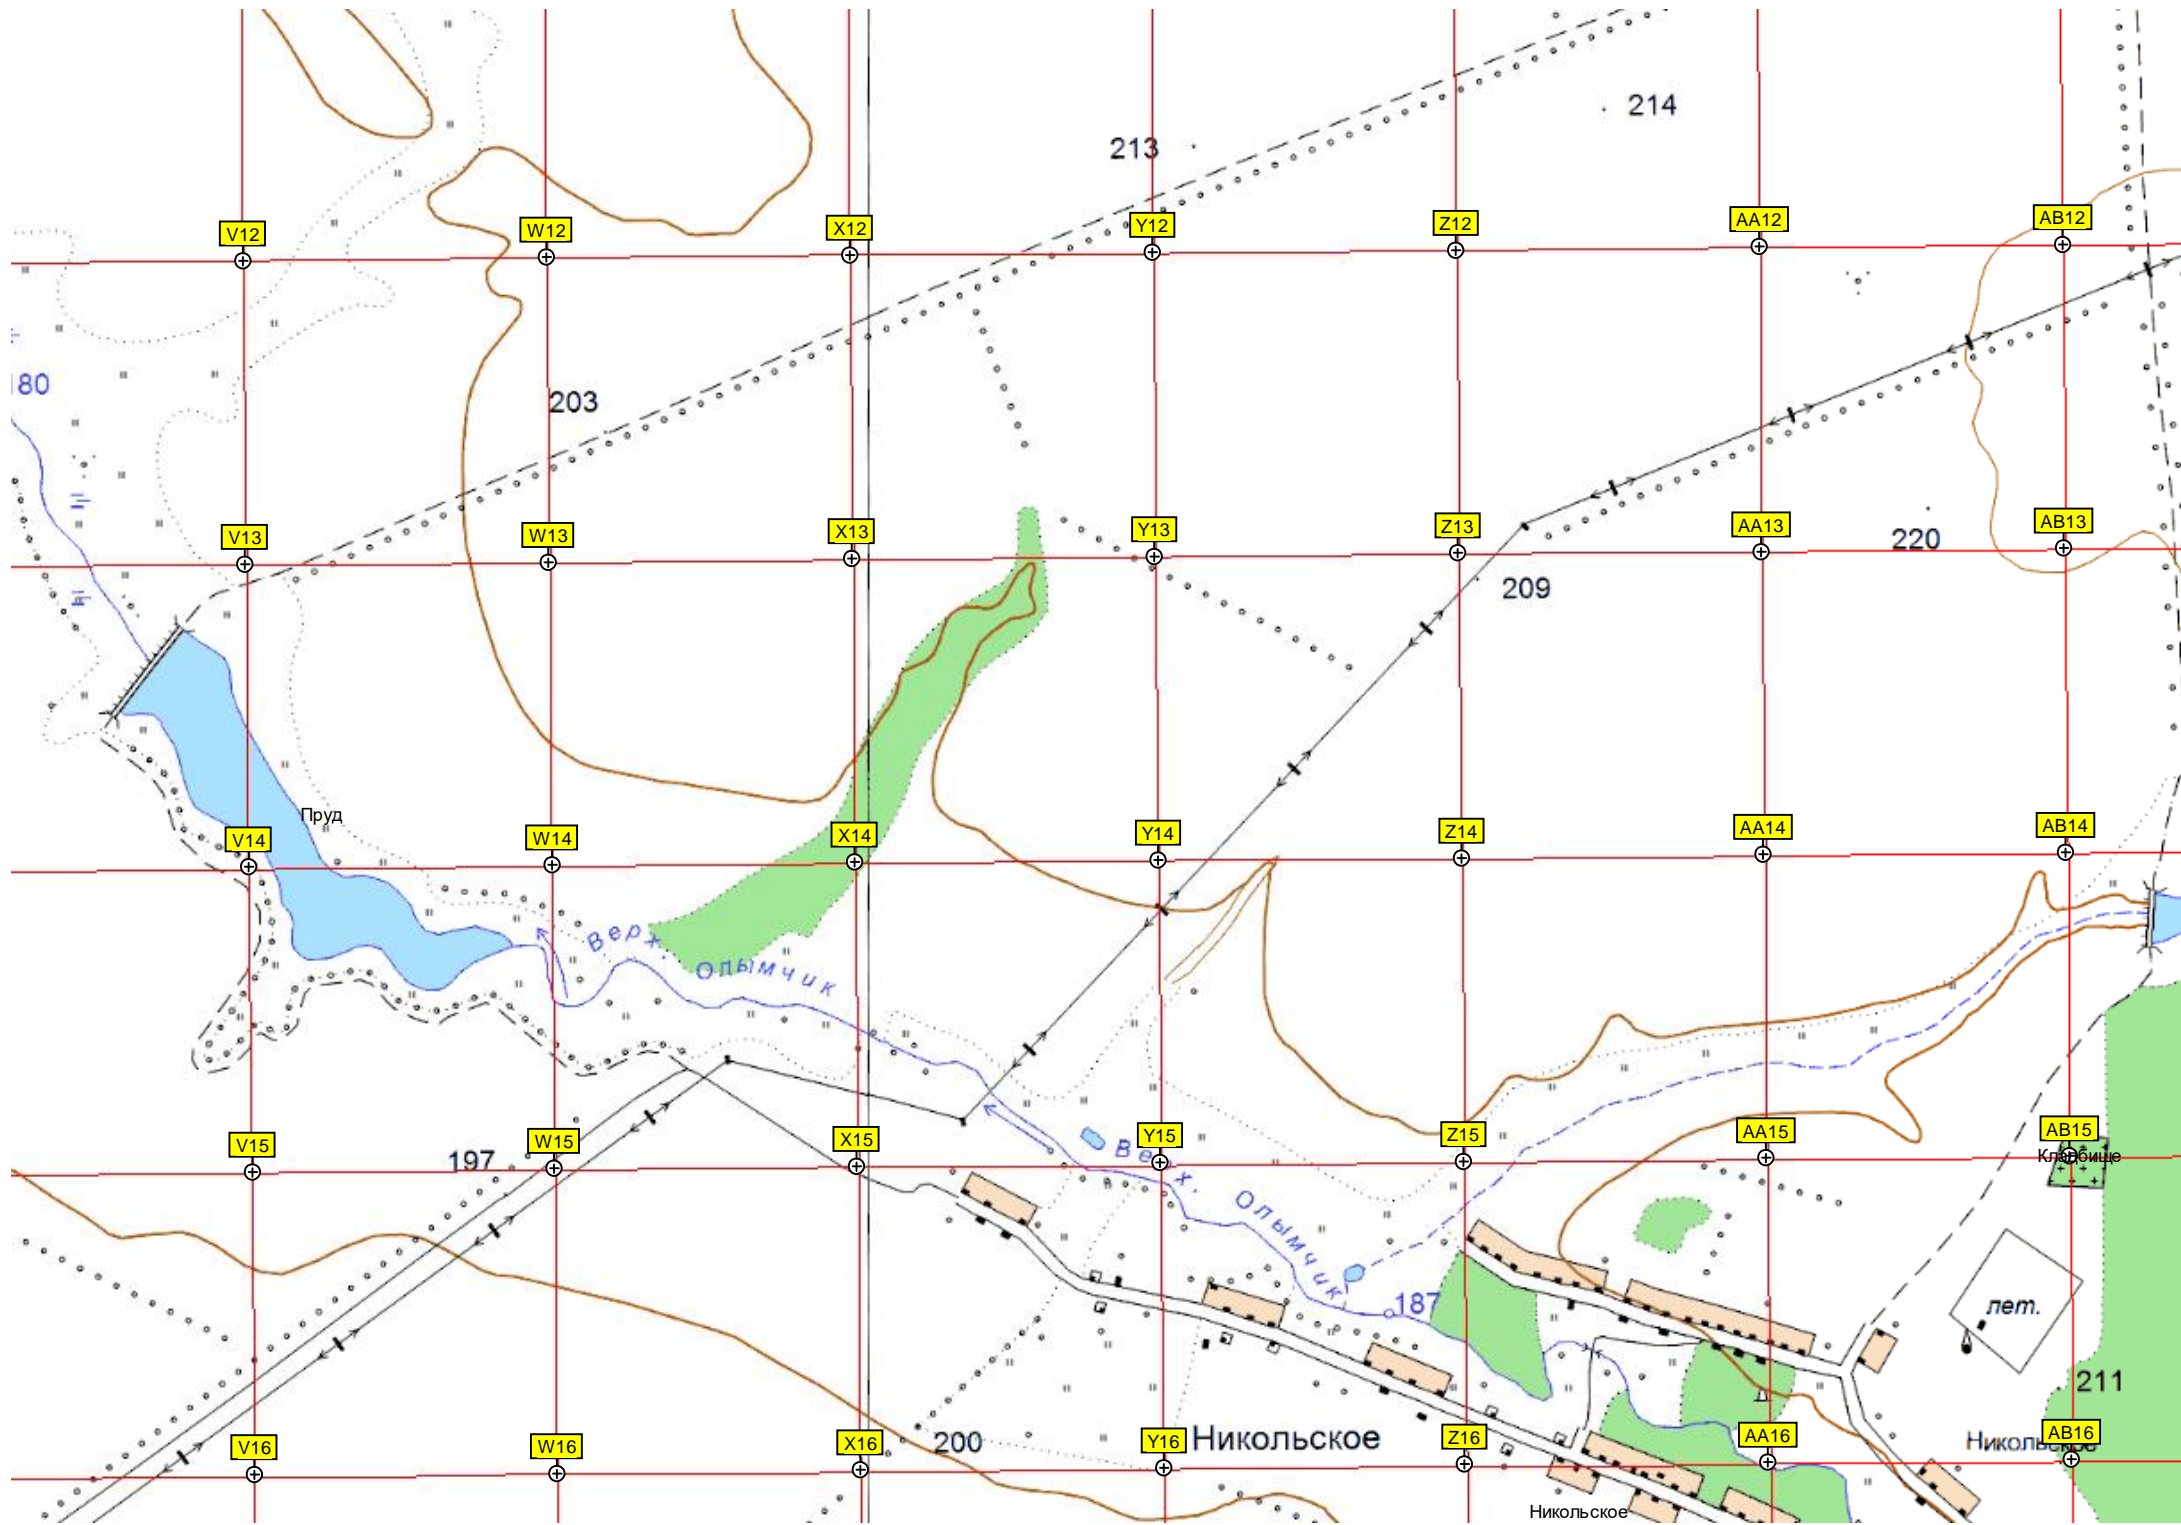 214
213
V12 W12 X12 Y12 Z12 AA12 AB12
180
203
V13 W13 X13 Y13 Z13 AA13 AB13
220
209
Пруд
V14 W14 X14 Y14 Z14 AA14 AB14
Верх. Олымчик
V15 W15 X15 Y15 Z15 AA15 AB15
197
Кладбище
Верх. Олымчик
187
лет.
211
V16 W16 X16 Y16 Z16 AA16 AB16
200
Никольское
Никольское
Никольское